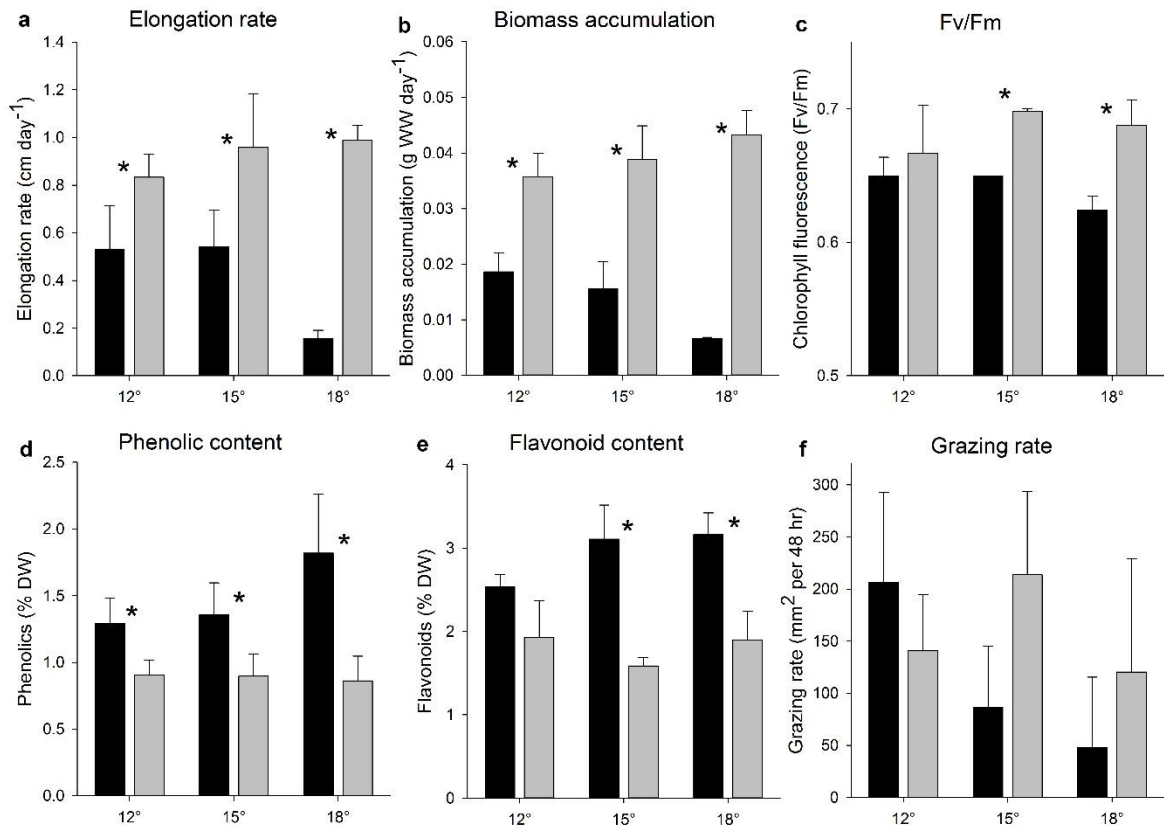 a Elongation rate
Elongation rate (cm day⁻¹)
1.4
1.2
1.0
0.8
0.6
0.4
0.2
0.0
* * *
12° 15° 18°
b Biomass accumulation
Biomass accumulation (g WW day⁻¹)
0.06
0.05
0.04
0.03
0.02
0.01
0.00
* * *
12° 15° 18°
c Fv/Fm
Chlorophyll fluorescence (Fv/Fm)
0.7
0.6
0.5
* *
12° 15° 18°
d Phenolic content
Phenolics (% DW)
2.5
2.0
1.5
1.0
0.5
0.0
* * *
12° 15° 18°
e Flavonoid content
Flavonoids (% DW)
4
3
2
1
0
* *
12° 15° 18°
f Grazing rate
Grazing rate (mm² per 48 hr)
300
250
200
150
100
50
0
12° 15° 18°